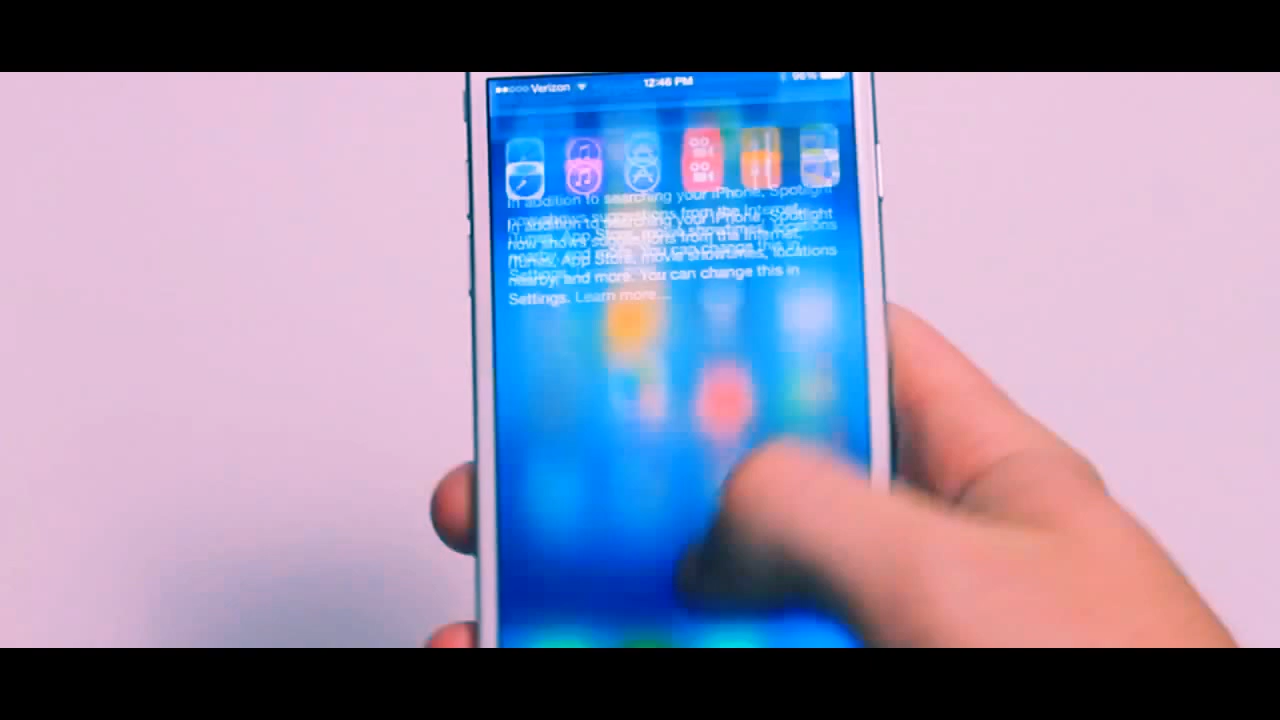 Verizon 12:46 PM 96%
In addition to searching your iPhone, Spotlight
now shows suggestions from the Internet,
iTunes, App Store, movie showtimes, locations
nearby, and more. You can change this in
Settings. Learn more...